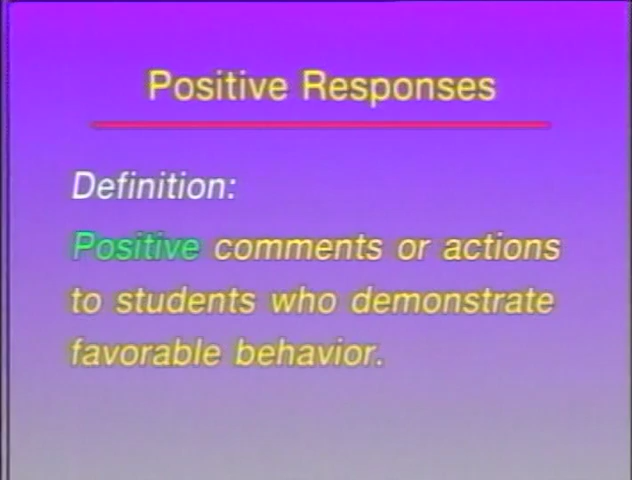 Positive Responses
Definition:
Positive comments or actions
to students who demonstrate
favorable behavior.